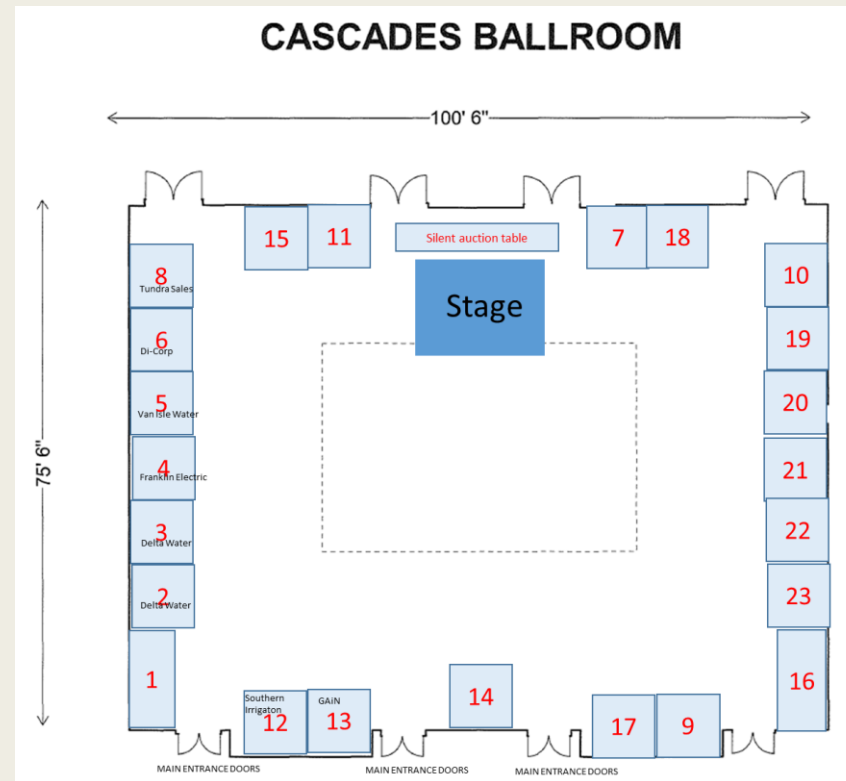 CASCADES BALLROOM
100' 6"
75' 6"
15
11
Silent auction table
7
18
8
Tundra Sales
10
Stage
6
Di-Corp
19
5
Van Isle Water
20
4
Franklin Electric
21
3
Delta Water
22
2
Delta Water
23
1
16
Southern
Irrigaton
12
GAiN
13
14
17
9
MAIN ENTRANCE DOORS
MAIN ENTRANCE DOORS
MAIN ENTRANCE DOORS